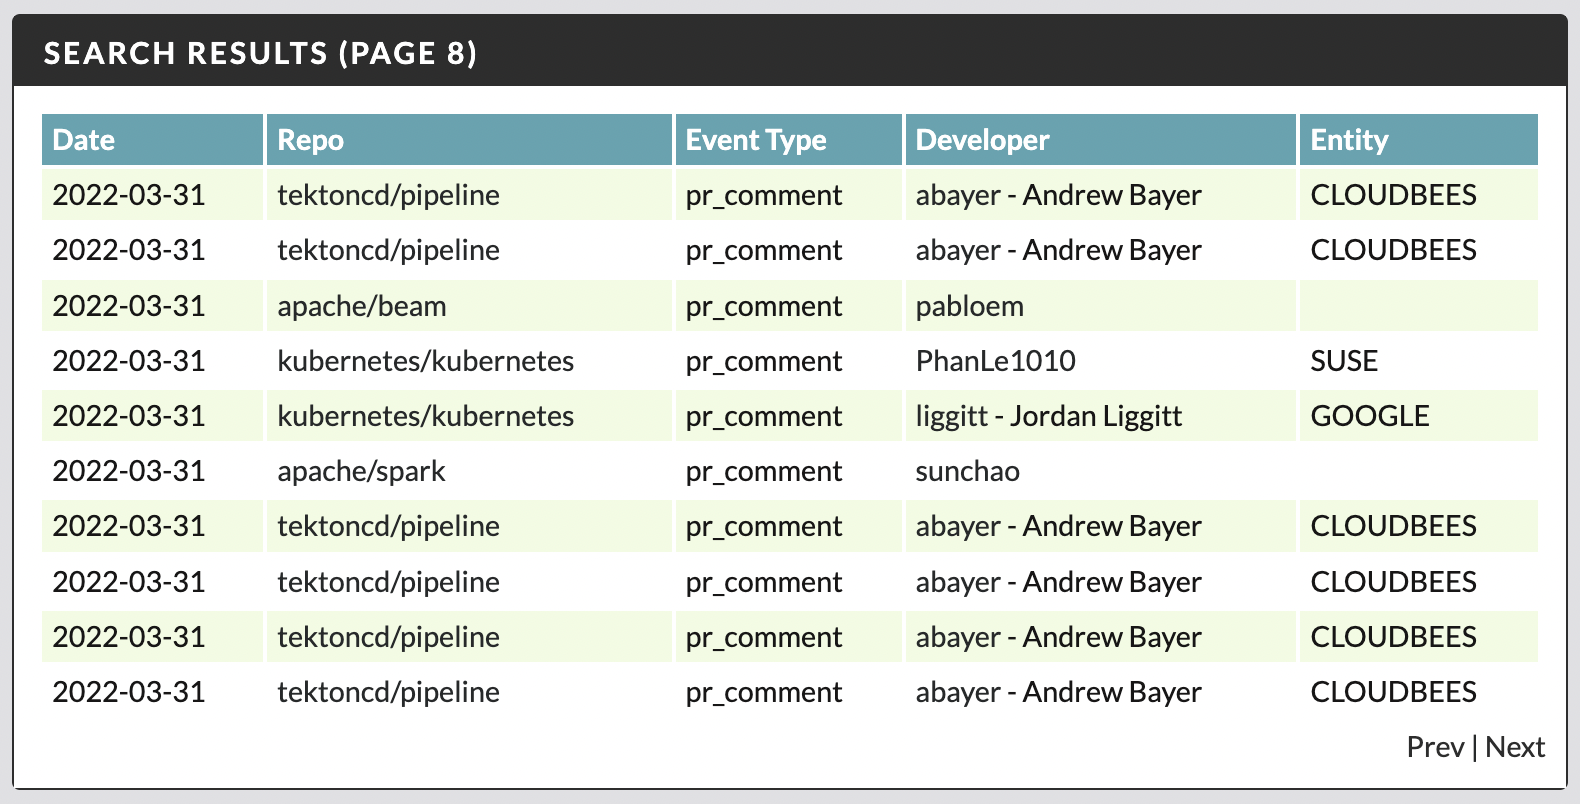 SEARCH RESULTS (PAGE 8)
Date Repo Event Type Developer Entity
2022-03-31 tektoncd/pipeline pr_comment abayer - Andrew Bayer CLOUDBEES
2022-03-31 tektoncd/pipeline pr_comment abayer - Andrew Bayer CLOUDBEES
2022-03-31 apache/beam pr_comment pabloem
2022-03-31 kubernetes/kubernetes pr_comment PhanLe1010 SUSE
2022-03-31 kubernetes/kubernetes pr_comment liggitt - Jordan Liggitt GOOGLE
2022-03-31 apache/spark pr_comment sunchao
2022-03-31 tektoncd/pipeline pr_comment abayer - Andrew Bayer CLOUDBEES
2022-03-31 tektoncd/pipeline pr_comment abayer - Andrew Bayer CLOUDBEES
2022-03-31 tektoncd/pipeline pr_comment abayer - Andrew Bayer CLOUDBEES
2022-03-31 tektoncd/pipeline pr_comment abayer - Andrew Bayer CLOUDBEES
Prev | Next